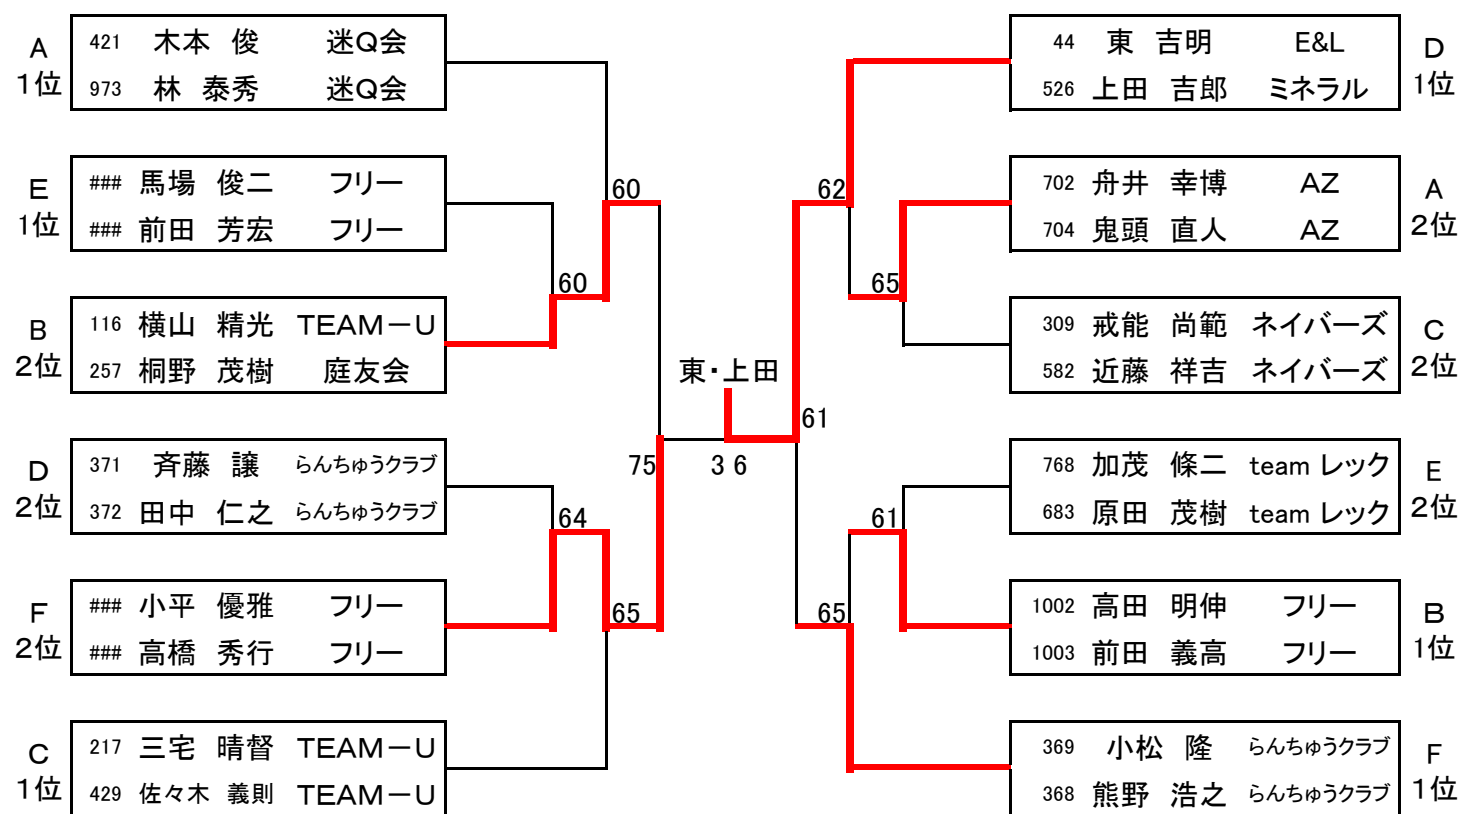 A
1位
421 木本 俊 迷Q会
973 林 泰秀 迷Q会
E
1位
### 馬場 俊二 フリー
### 前田 芳宏 フリー
B
2位
116 横山 精光 TEAM－U
257 桐野 茂樹 庭友会
D
2位
371 斉藤 譲 らんちゅうクラブ
372 田中 仁之 らんちゅうクラブ
F
2位
### 小平 優雅 フリー
### 高橋 秀行 フリー
C
1位
217 三宅 晴督 TEAM－U
429 佐々木 義則 TEAM－U
60
60
64
65
75
東・上田
3 6
61
62
65
61
65
44 東 吉明 E&L
526 上田 吉郎 ミネラル
D
1位
702 舟井 幸博 AZ
704 鬼頭 直人 AZ
A
2位
309 戒能 尚範 ネイバーズ
582 近藤 祥吉 ネイバーズ
C
2位
768 加茂 條二 team レック
683 原田 茂樹 team レック
E
2位
1002 高田 明伸 フリー
1003 前田 義高 フリー
B
1位
369 小松 隆 らんちゅうクラブ
368 熊野 浩之 らんちゅうクラブ
F
1位